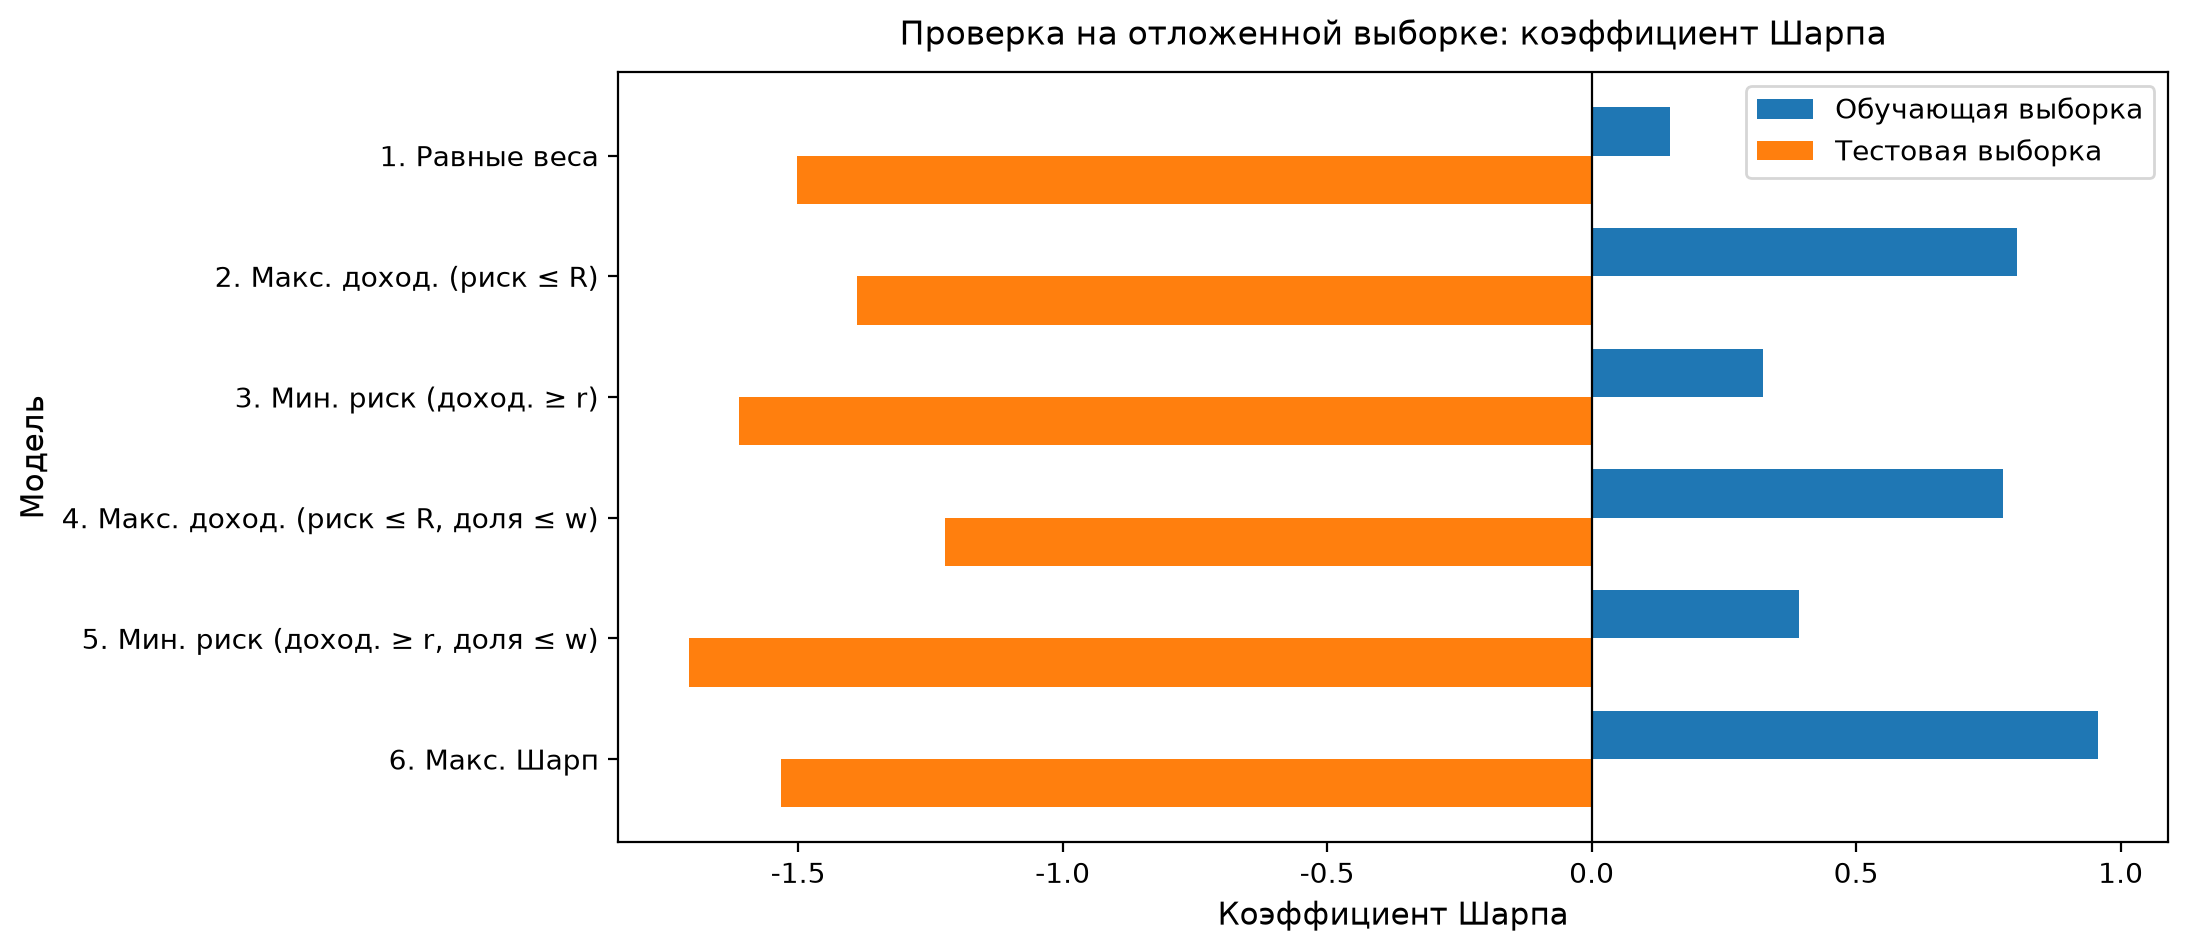 Проверка на отложенной выборке: коэффициент Шарпа
Обучающая выборка
Тестовая выборка
Модель
1. Равные веса
2. Макс. доход. (риск ≤ R)
3. Мин. риск (доход. ≥ r)
4. Макс. доход. (риск ≤ R, доля ≤ w)
5. Мин. риск (доход. ≥ r, доля ≤ w)
6. Макс. Шарп
-1.5 -1.0 -0.5 0.0 0.5 1.0
Коэффициент Шарпа